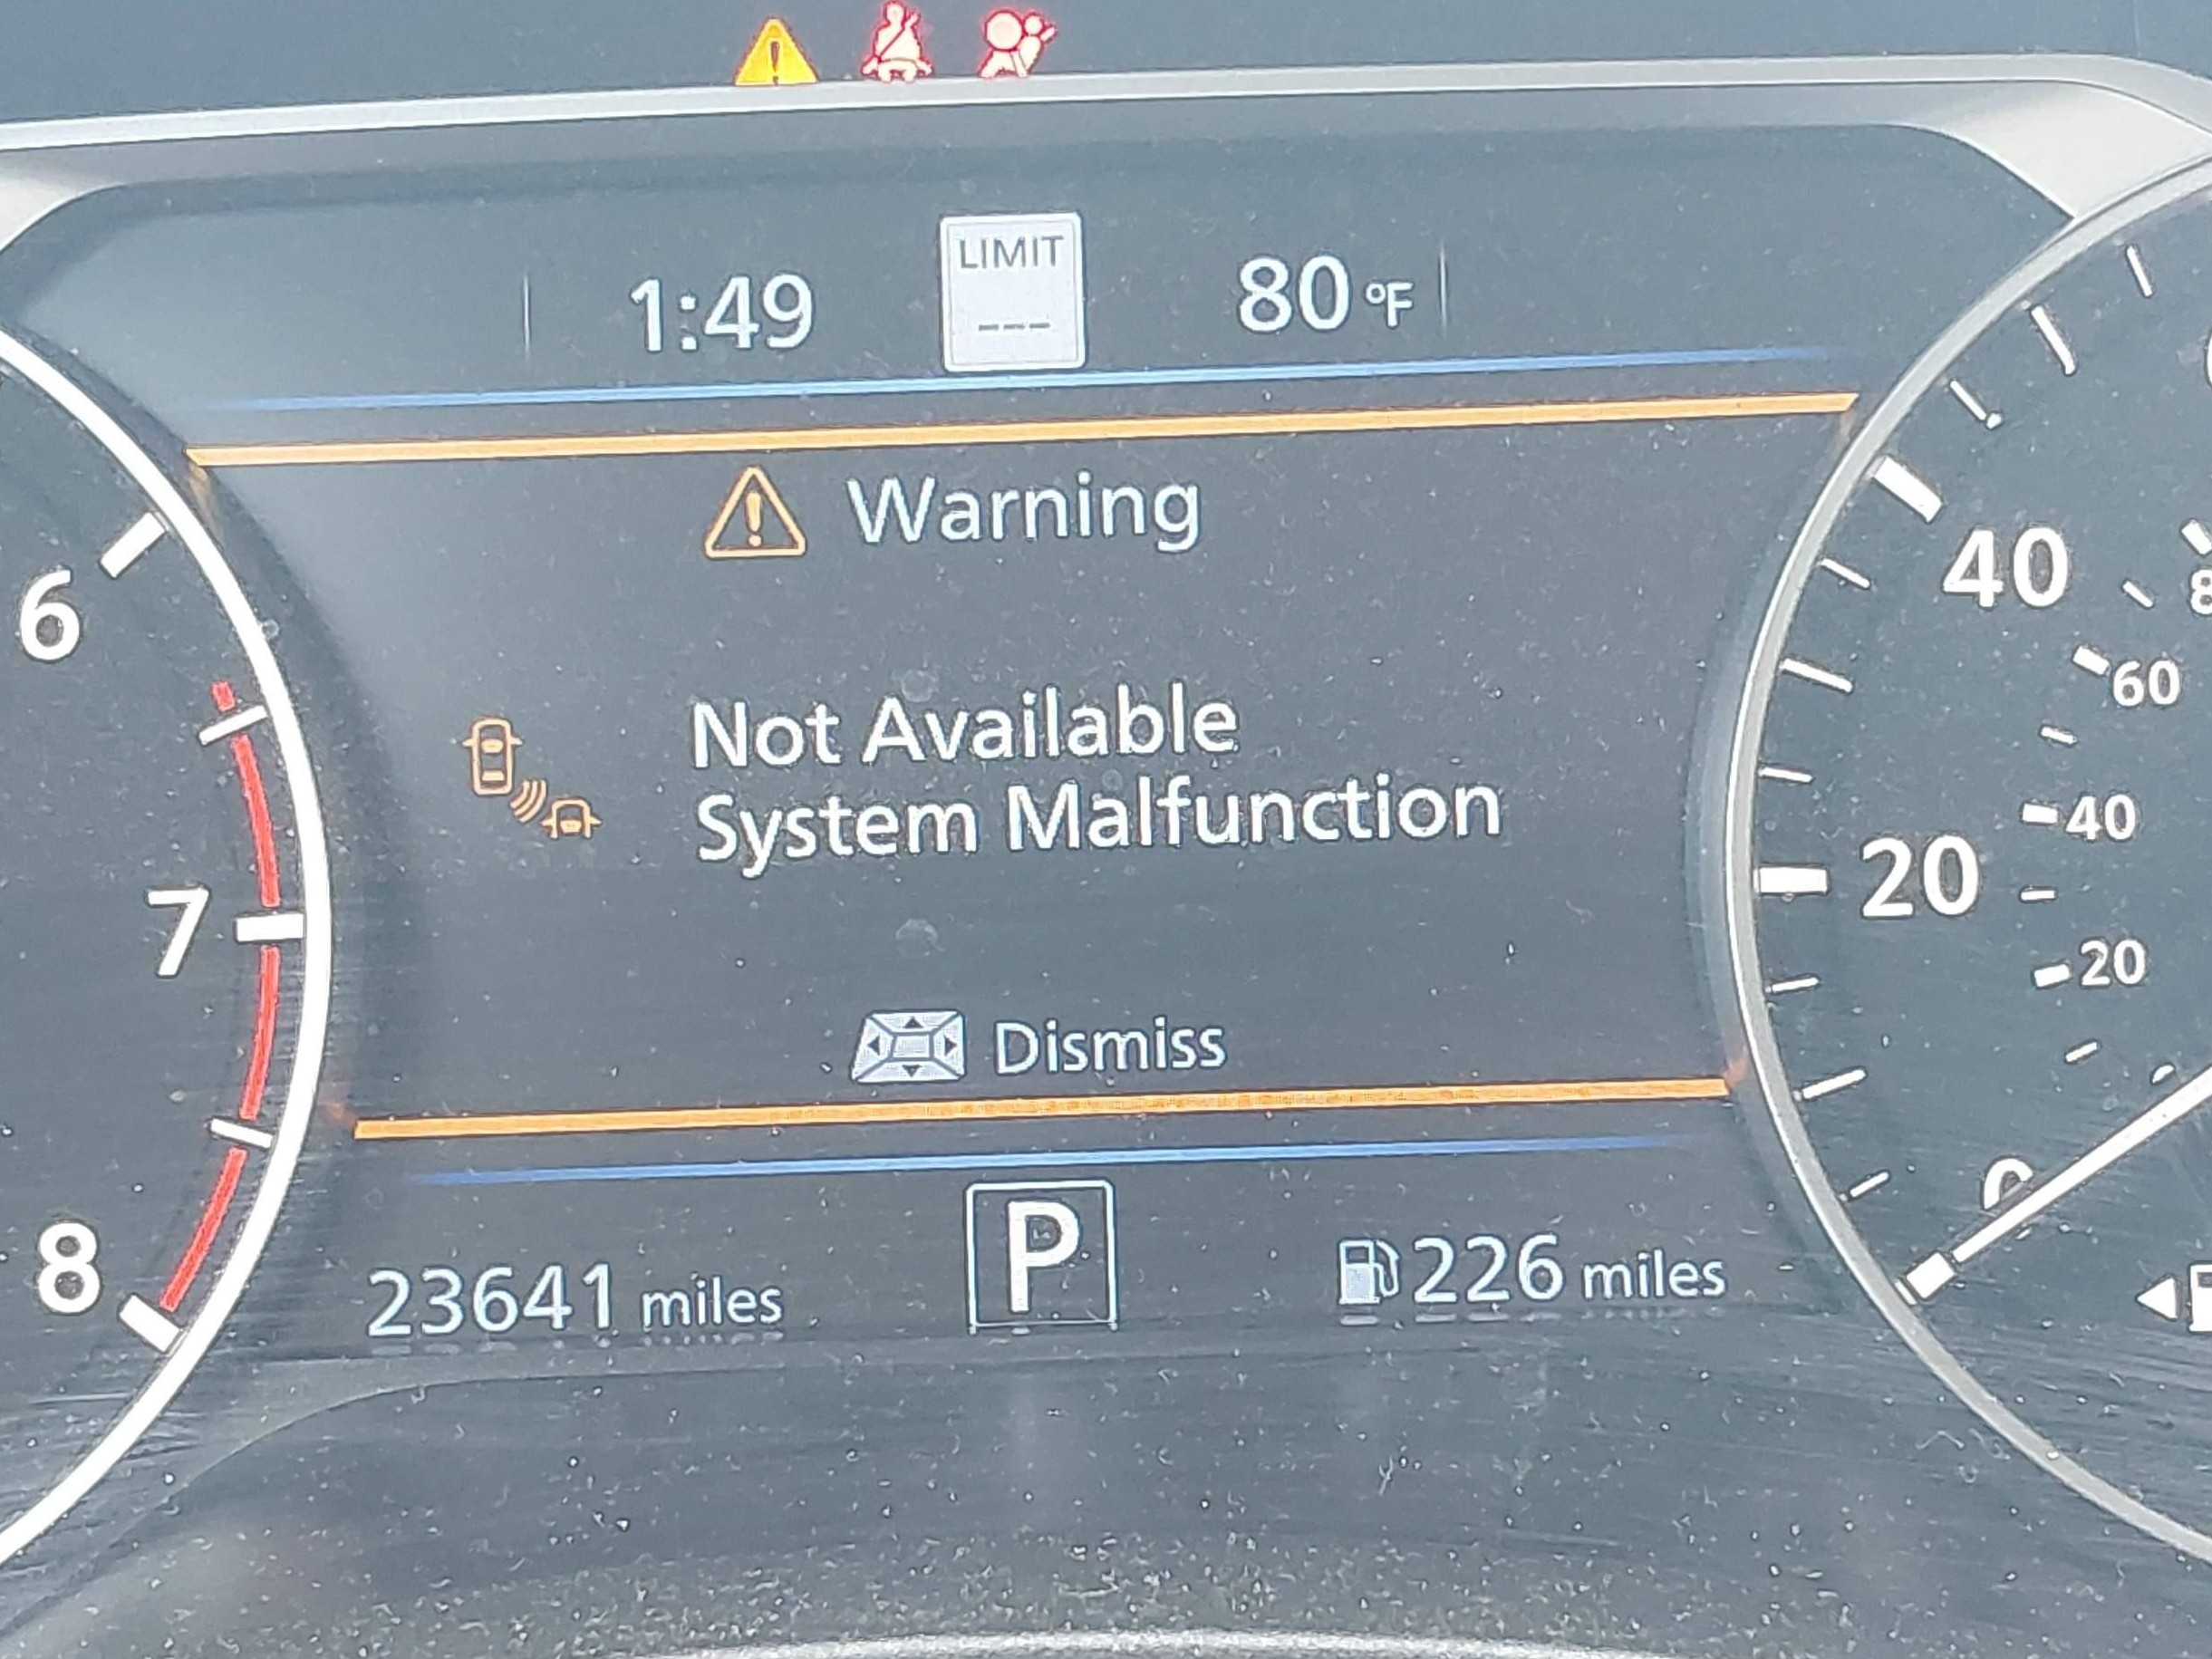 LIMIT
1:49
---
80 °F
Warning
Not Available
System Malfunction
Dismiss
P
23641 miles
226 miles
6
7
8
40
20
0
60
40
20